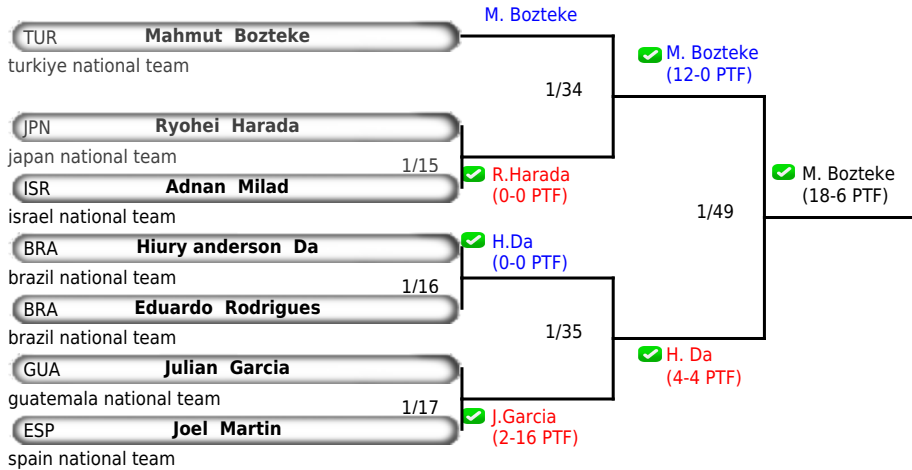 M. Bozteke
TUR Mahmut Bozteke
turkiye national team
M. Bozteke
(12-0 PTF)
1/34
JPN Ryohei Harada
japan national team
1/15
R.Harada
(0-0 PTF)
ISR Adnan Milad
israel national team
M. Bozteke
(18-6 PTF)
1/49
BRA Hiury anderson Da
brazil national team
H.Da
(0-0 PTF)
1/16
BRA Eduardo Rodrigues
brazil national team
1/35
H. Da
(4-4 PTF)
GUA Julian Garcia
guatemala national team
1/17
J.Garcia
(2-16 PTF)
ESP Joel Martin
spain national team